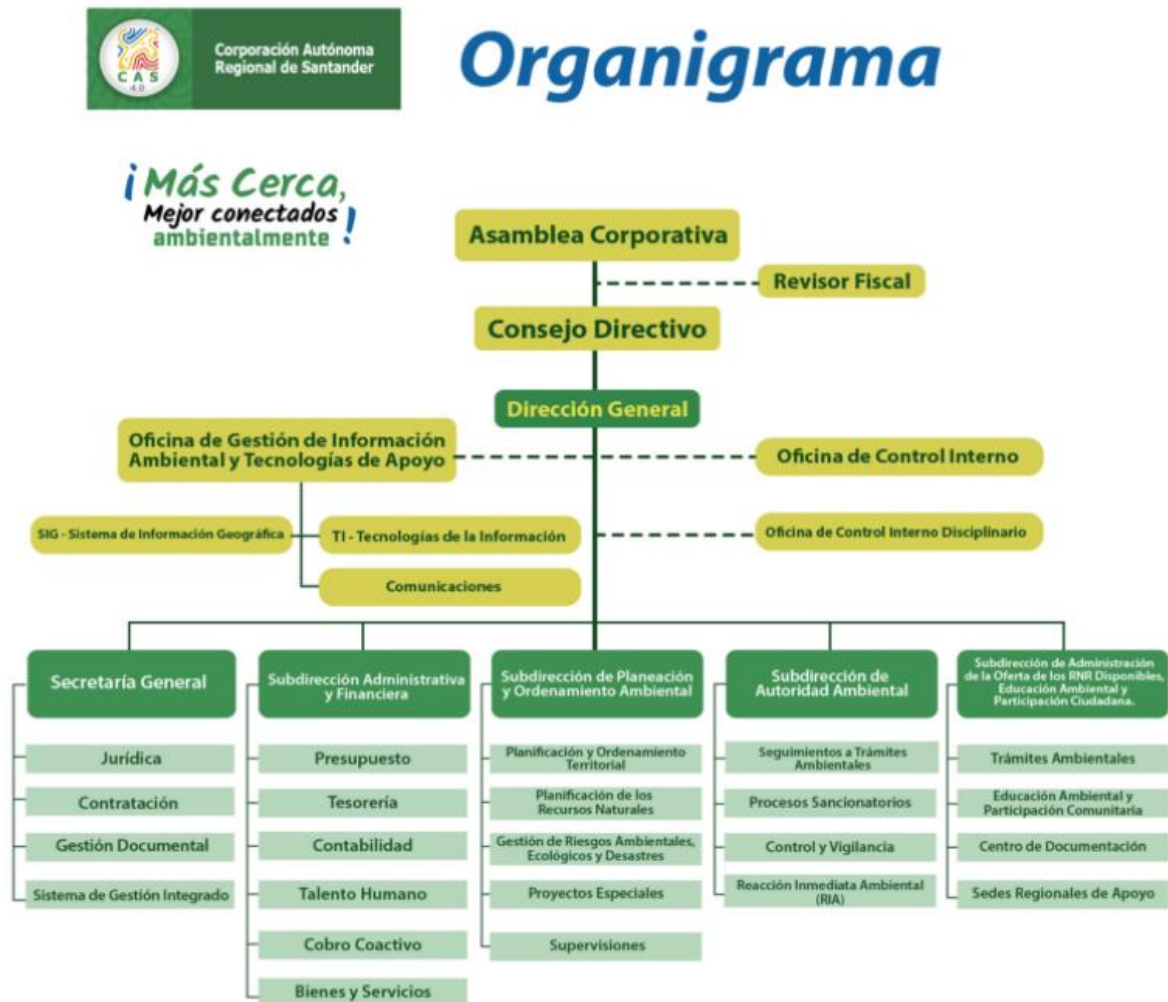 CAS
4.0
Corporación Autónoma
Regional de Santander
Organigrama
¡Más Cerca,
Mejor conectados
ambientalmente!
Asamblea Corporativa
Revisor Fiscal
Consejo Directivo
Dirección General
Oficina de Gestión de Información
Ambiental y Tecnologías de Apoyo
Oficina de Control Interno
SIG - Sistema de Información Geográfica
TI - Tecnologías de la Información
Oficina de Control Interno Disciplinario
Comunicaciones
Secretaría General
Jurídica
Contratación
Gestión Documental
Sistema de Gestión Integrado
Subdirección Administrativa
y Financiera
Presupuesto
Tesorería
Contabilidad
Talento Humano
Cobro Coactivo
Bienes y Servicios
Subdirección de Planeación
y Ordenamiento Ambiental
Planificación y Ordenamiento
Territorial
Planificación de los
Recursos Naturales
Gestión de Riesgos Ambientales,
Ecológicos y Desastres
Proyectos Especiales
Supervisiones
Subdirección de
Autoridad Ambiental
Seguimientos a Trámites
Ambientales
Procesos Sancionatorios
Control y Vigilancia
Reacción Inmediata Ambiental
(RIA)
Subdirección de Administración
de la Oferta de los RNR Disponibles,
Educación Ambiental y
Participación Ciudadana.
Trámites Ambientales
Educación Ambiental y
Participación Comunitaria
Centro de Documentación
Sedes Regionales de Apoyo